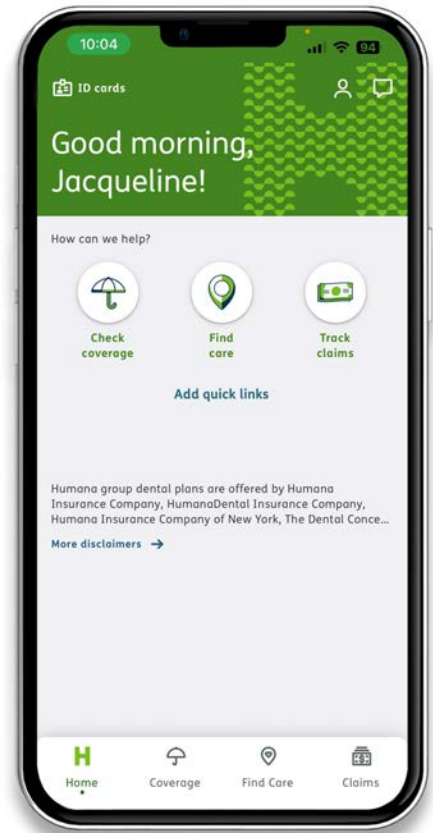 10:04
94
ID cards
Good morning,
Jacqueline!
How can we help?
Check
coverage
Find
care
Track
claims
Add quick links
Humana group dental plans are offered by Humana
Insurance Company, HumanaDental Insurance Company,
Humana Insurance Company of New York, The Dental Conce...
More disclaimers →
H
Home
Coverage
Find Care
Claims